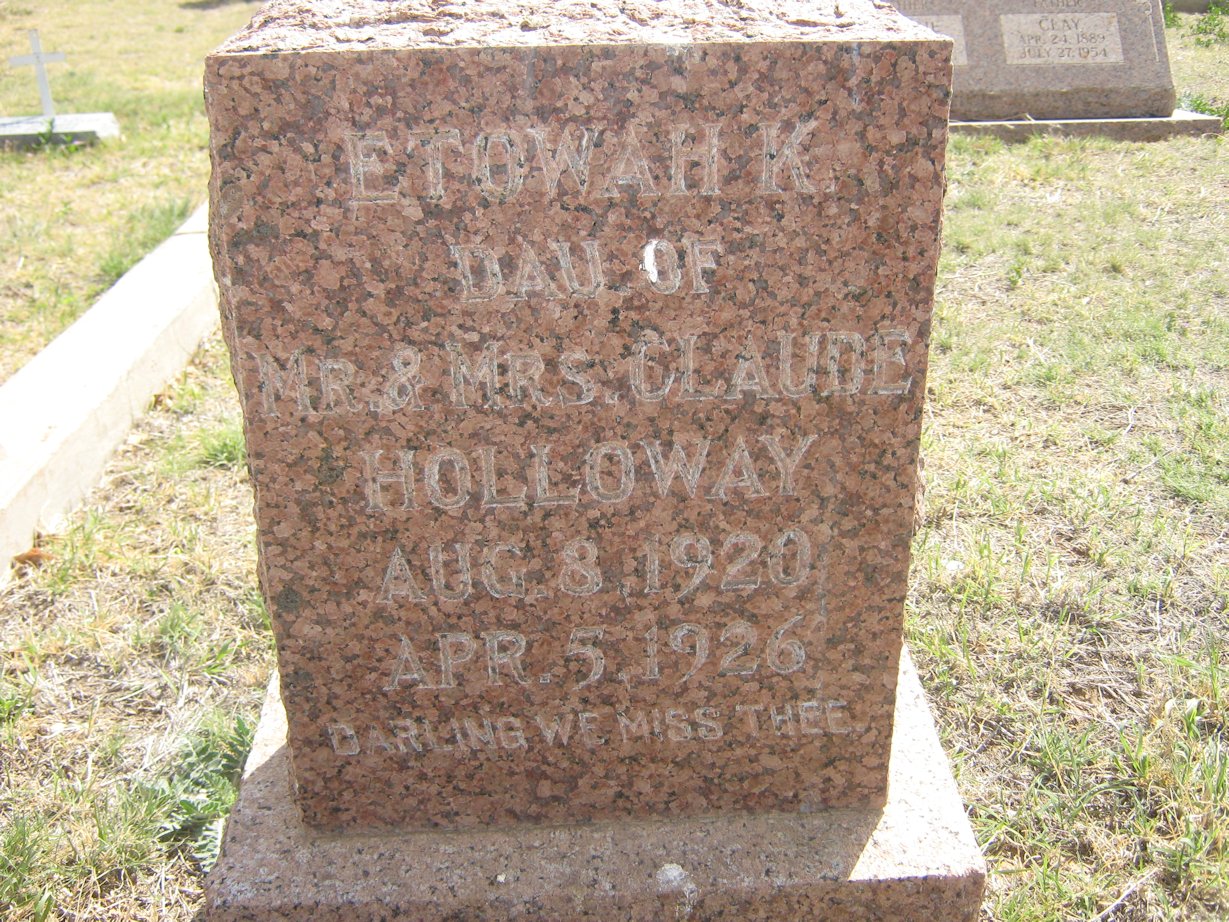 ETOWAH K.
DAU. OF
MR. & MRS. CLAUDE
HOLLOWAY
AUG. 8, 1920
APR. 5, 1926
DARLING WE MISS THEE.
FATHER
CLAY
APR. 24, 1889
JULY 27, 1954